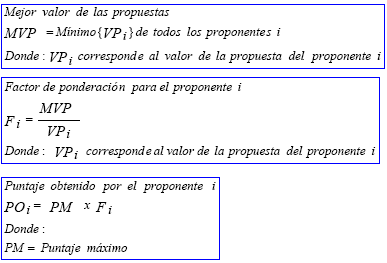 Mejor valor de las propuestas
MVP = Mínimo{VPi} de todos los proponentes i
Donde : VPi corresponde al valor de la propuesta del proponente i
Factor de ponderación para el proponente i
Fi = MVP / VPi
Donde : VPi corresponde al valor de la propuesta del proponente i
Puntaje obtenido por el proponente i
POi = PM x Fi
Donde :
PM = Puntaje máximo